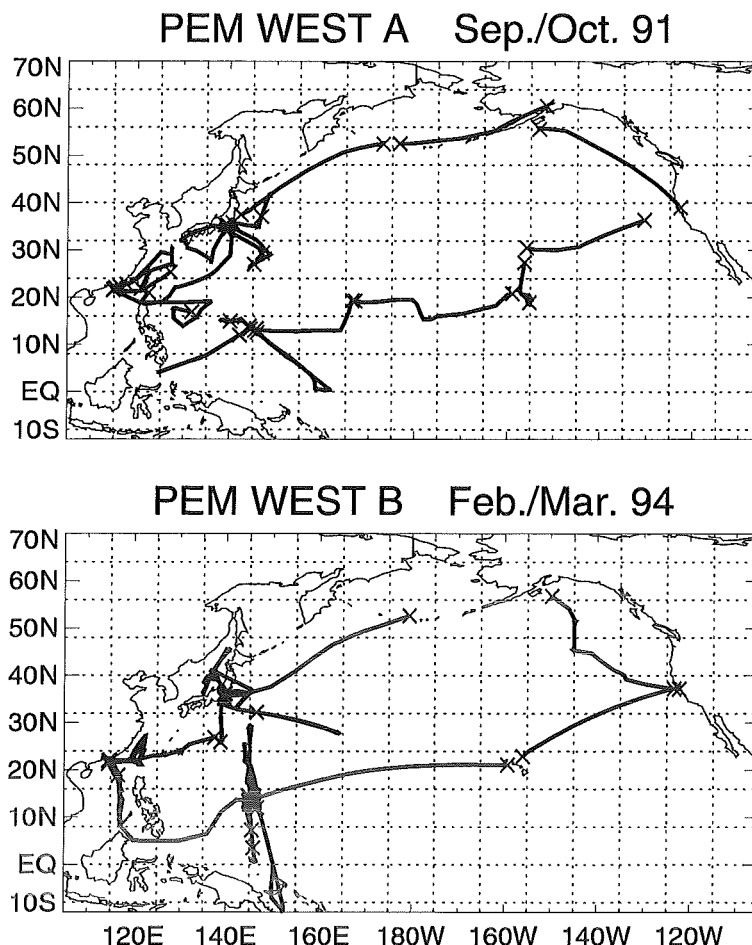 PEM WEST A Sep./Oct. 91
70N
60N
50N
40N
30N
20N
10N
EQ
10S
PEM WEST B Feb./Mar. 94
70N
60N
50N
40N
30N
20N
10N
EQ
10S
120E 140E 160E 180W 160W 140W 120W